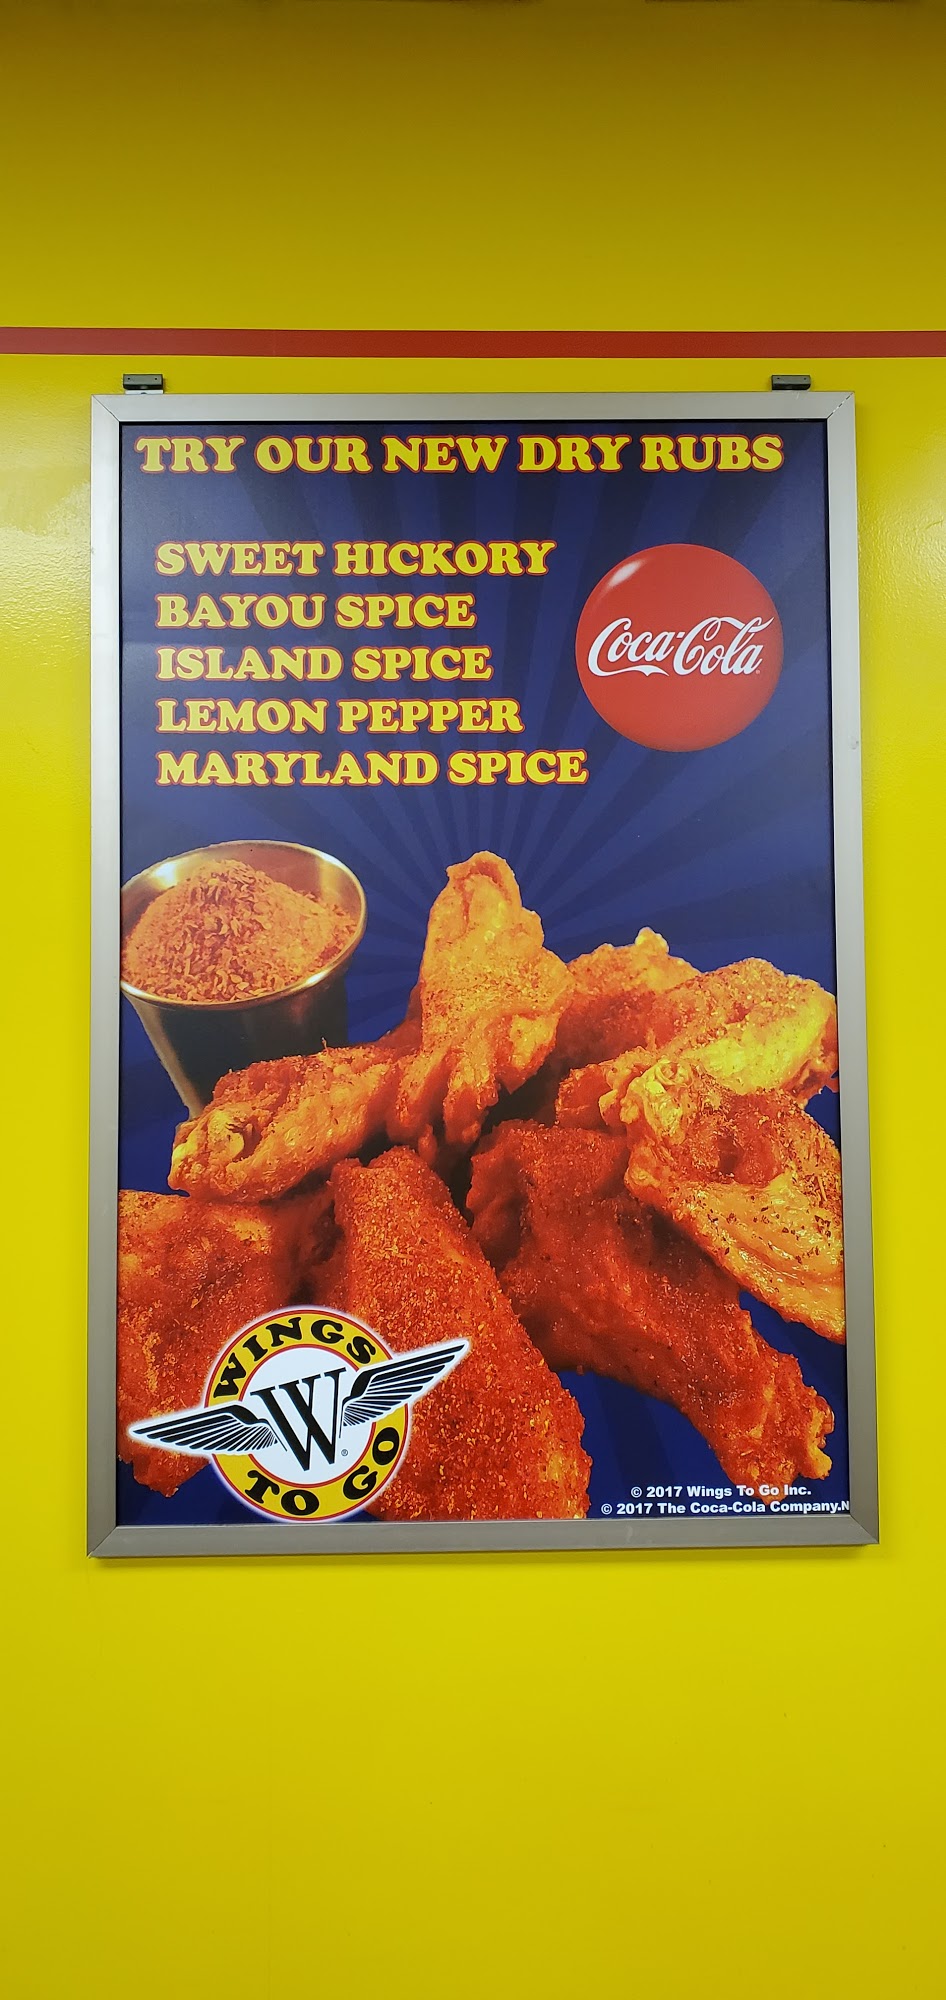 TRY OUR NEW DRY RUBS
SWEET HICKORY
BAYOU SPICE
ISLAND SPICE
LEMON PEPPER
MARYLAND SPICE
Coca-Cola
WINGS
W
TO GO
© 2017 Wings To Go Inc.
© 2017 The Coca-Cola Company.N